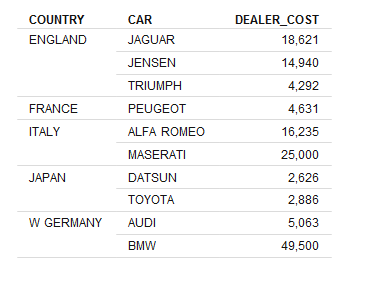 COUNTRY CAR DEALER_COST
ENGLAND JAGUAR 18,621
JENSEN 14,940
TRIUMPH 4,292
FRANCE PEUGEOT 4,631
ITALY ALFA ROMEO 16,235
MASERATI 25,000
JAPAN DATSUN 2,626
TOYOTA 2,886
W GERMANY AUDI 5,063
BMW 49,500